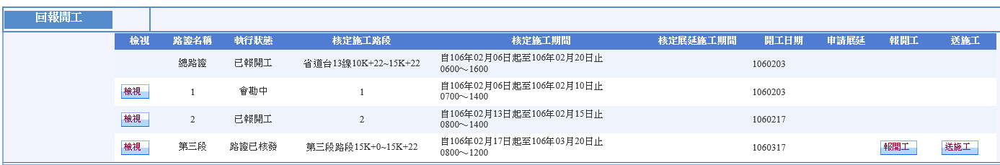 回報開工
檢視 路證名稱 執行狀態 核定施工路段 核定施工期間 核定展延施工期間 開工日期 申請展延 報開工 送施工
總路證 已報開工 省道台13線10K+22~15K+22 自106年02月06日起至106年02月20日止 1060203
0600～1600
檢視 1 會勘中 1 自106年02月06日起至106年02月10日止 1060203
0700～1400
檢視 2 已報開工 2 自106年02月13日起至106年02月15日止 1060217
0800～1400
檢視 第三段 路證已核發 第三段路段15K+0~15K+22 自106年02月17日起至106年03月20日止 1060317 報開工 送施工
0800～1200